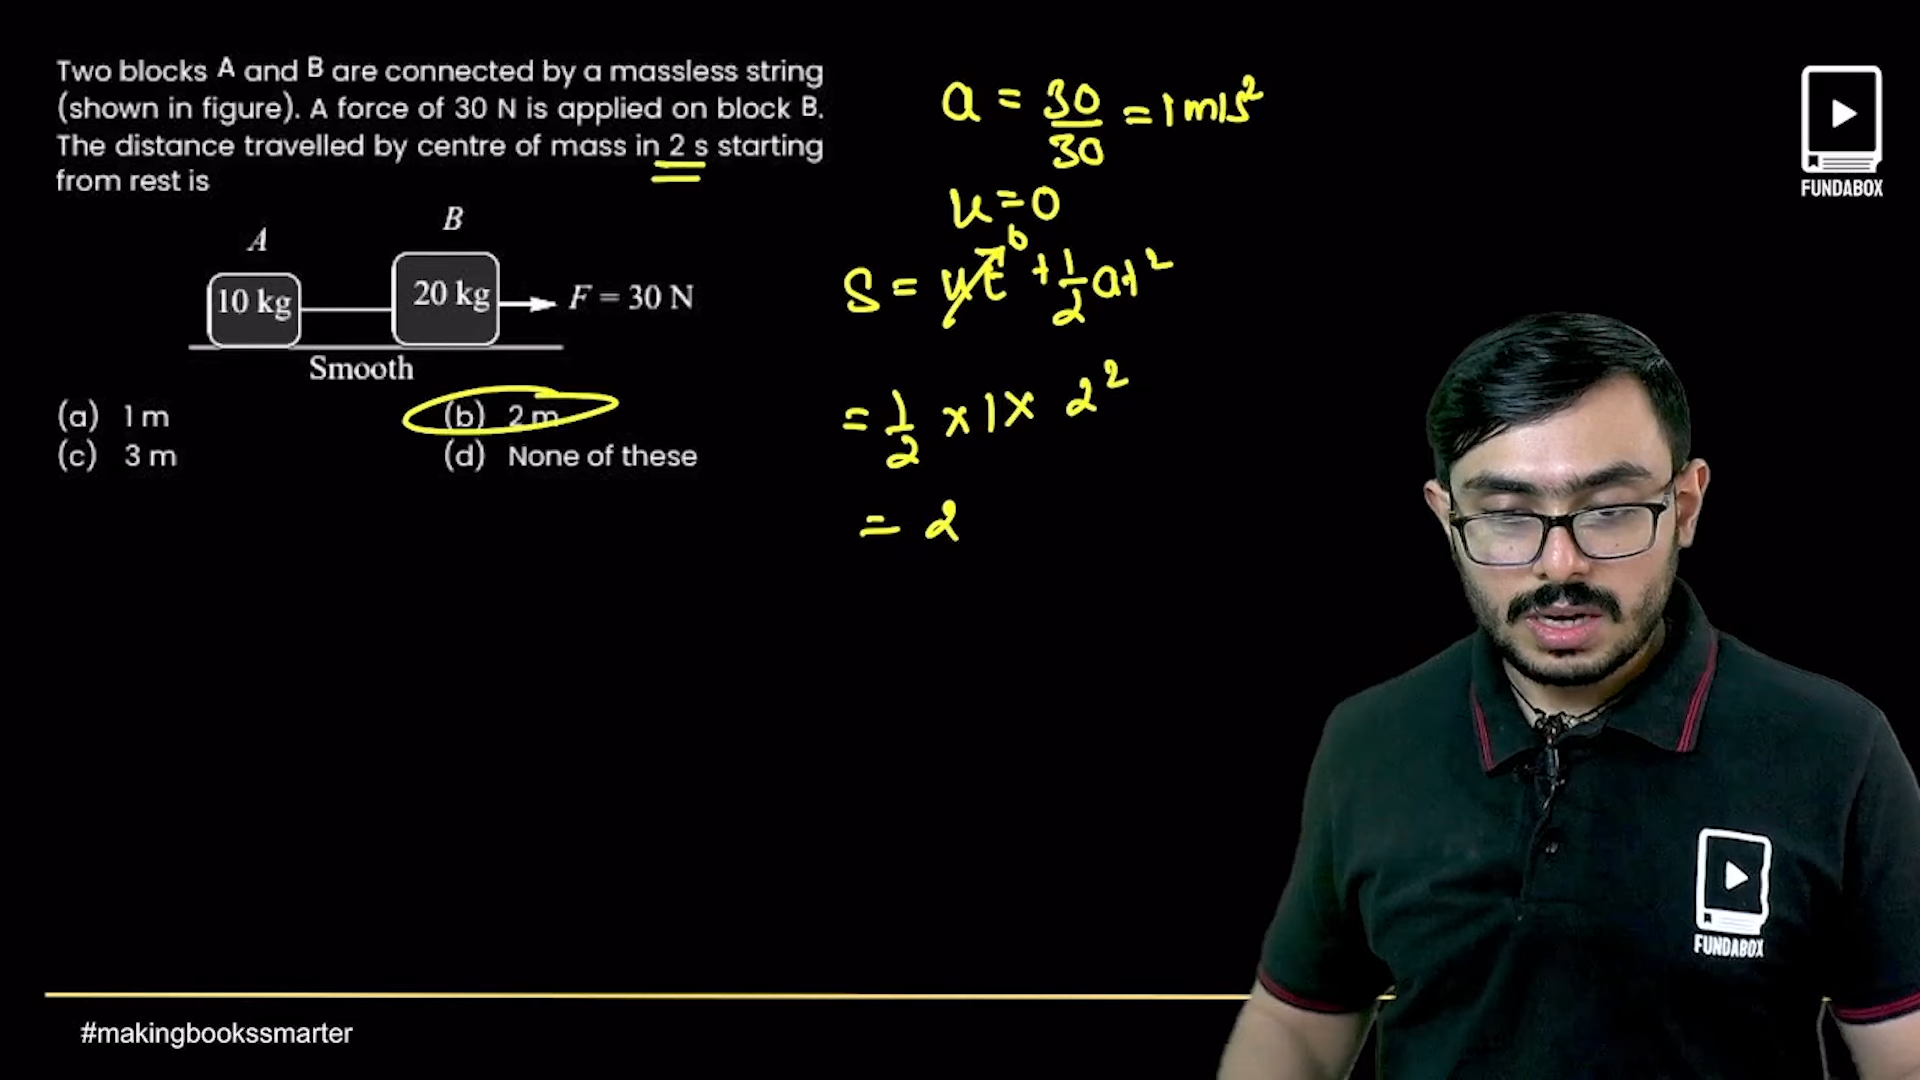 Two blocks A and B are connected by a massless string
(shown in figure). A force of 30 N is applied on block B.
The distance travelled by centre of mass in 2 s starting
from rest is
A
B
10 kg
20 kg
F = 30 N
Smooth
(a) 1 m
(b) 2 m
(c) 3 m
(d) None of these
a = 30/30 = 1 m/s²
u = 0
S = ut 0 + 1/2 at²
= 1/2 × 1 × 2²
= 2
FUNDABOX
FUNDABOX
#makingbookssmarter